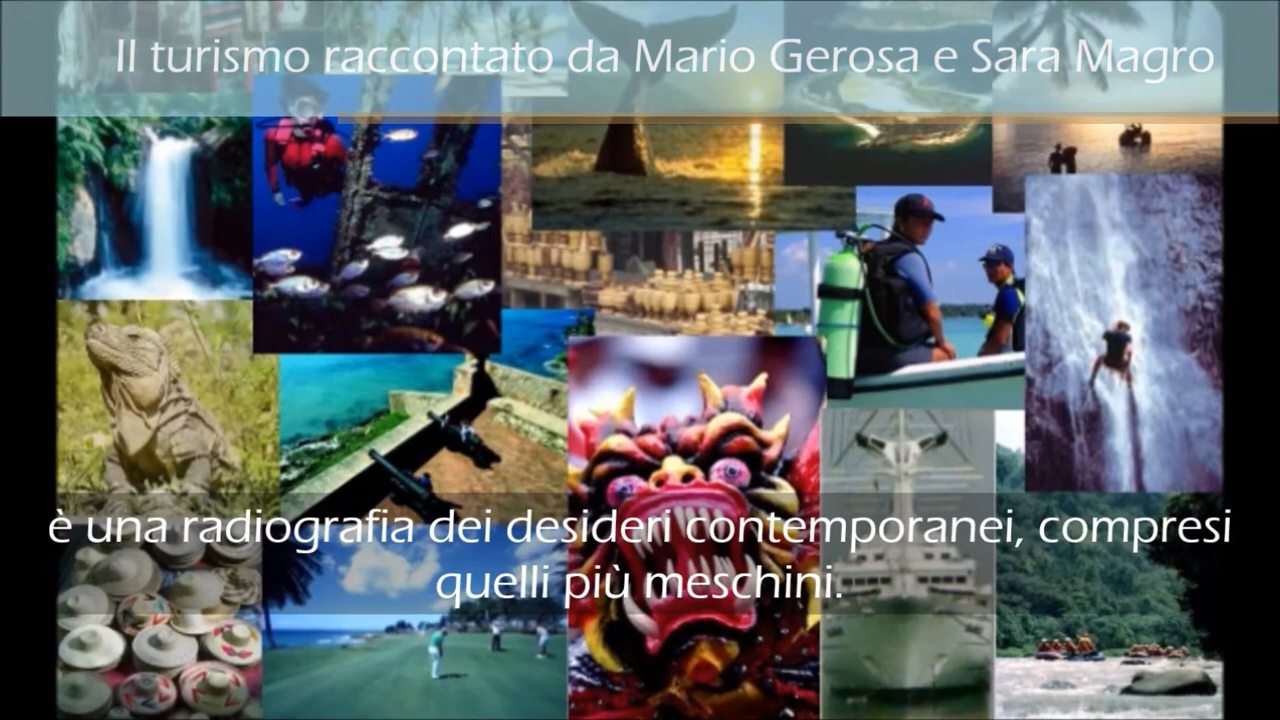 Il turismo raccontato da Mario Gerosa e Sara Magro
è una radiografia dei desideri contemporanei, compresi
quelli più meschini.